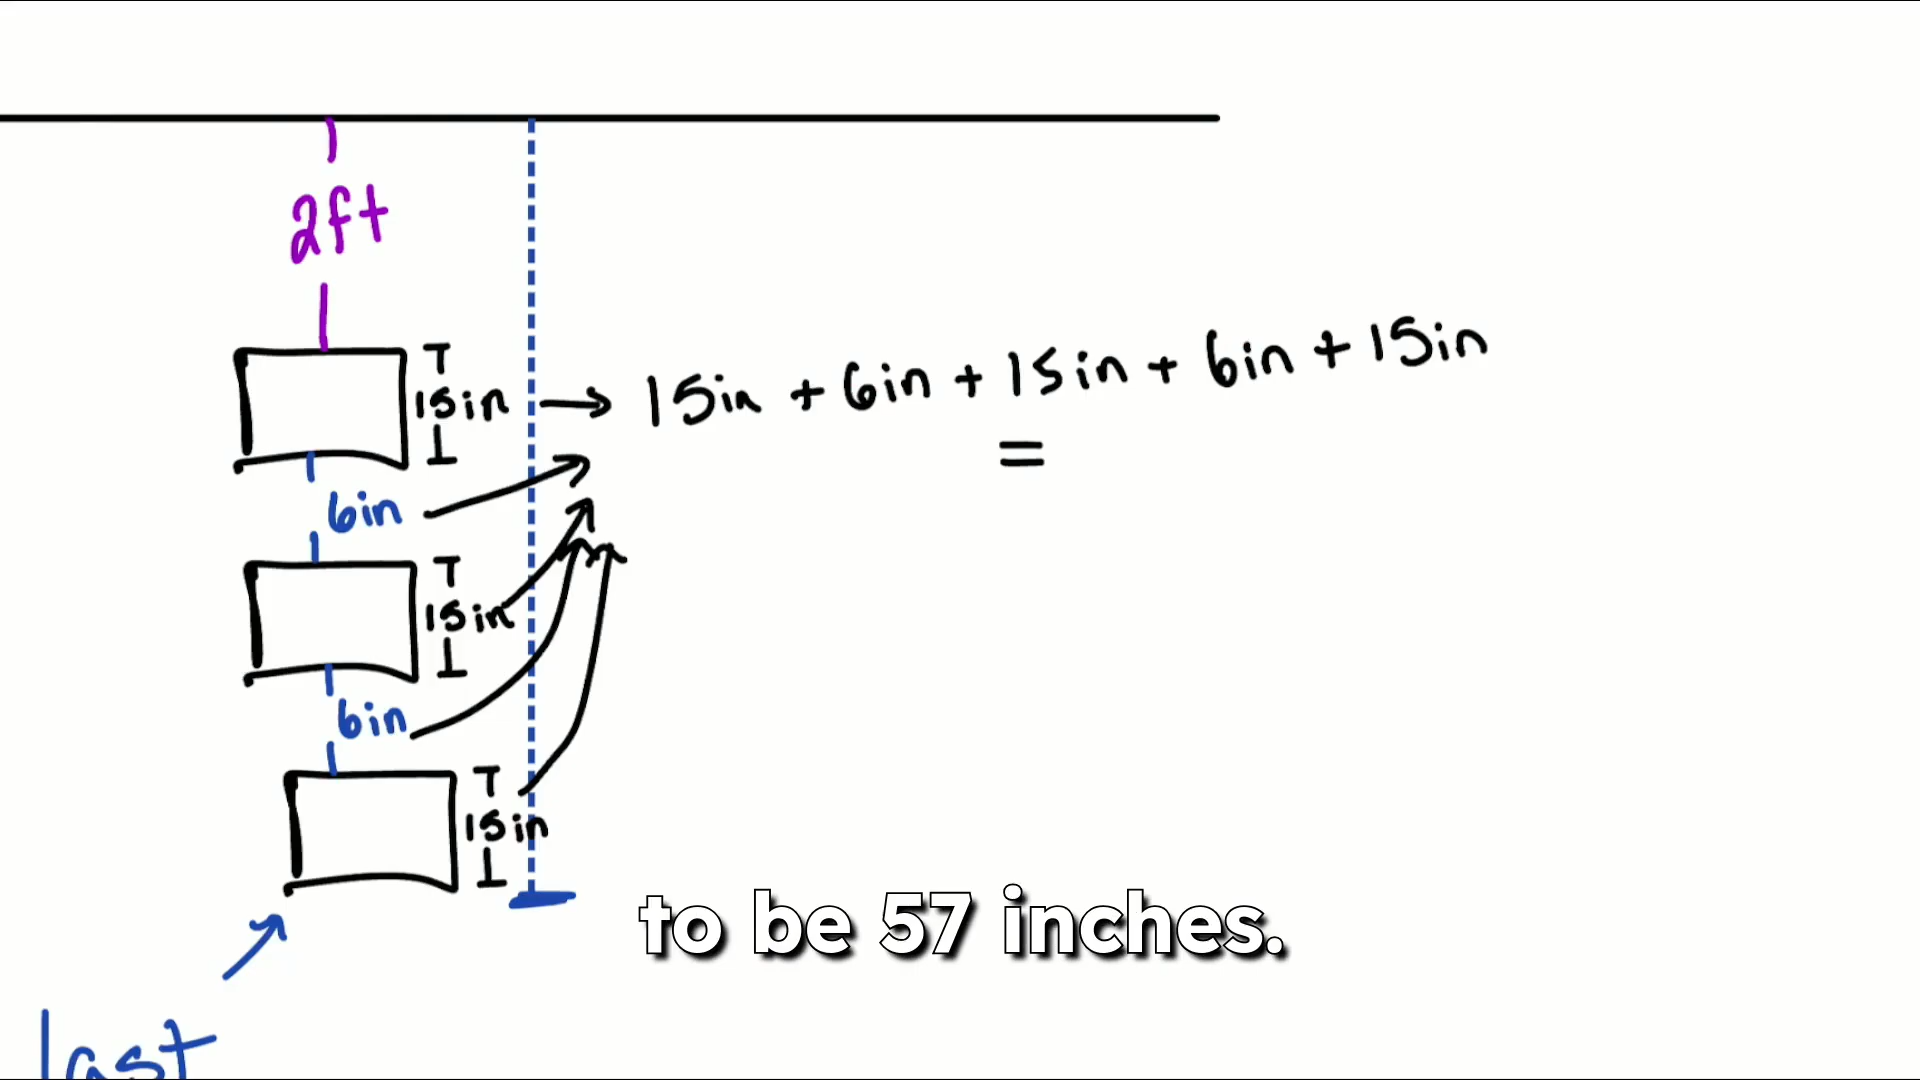 2ft
15in
15in + 6in + 15in + 6in + 15in
=
6in
15in
6in
15in
to be 57 inches.
last